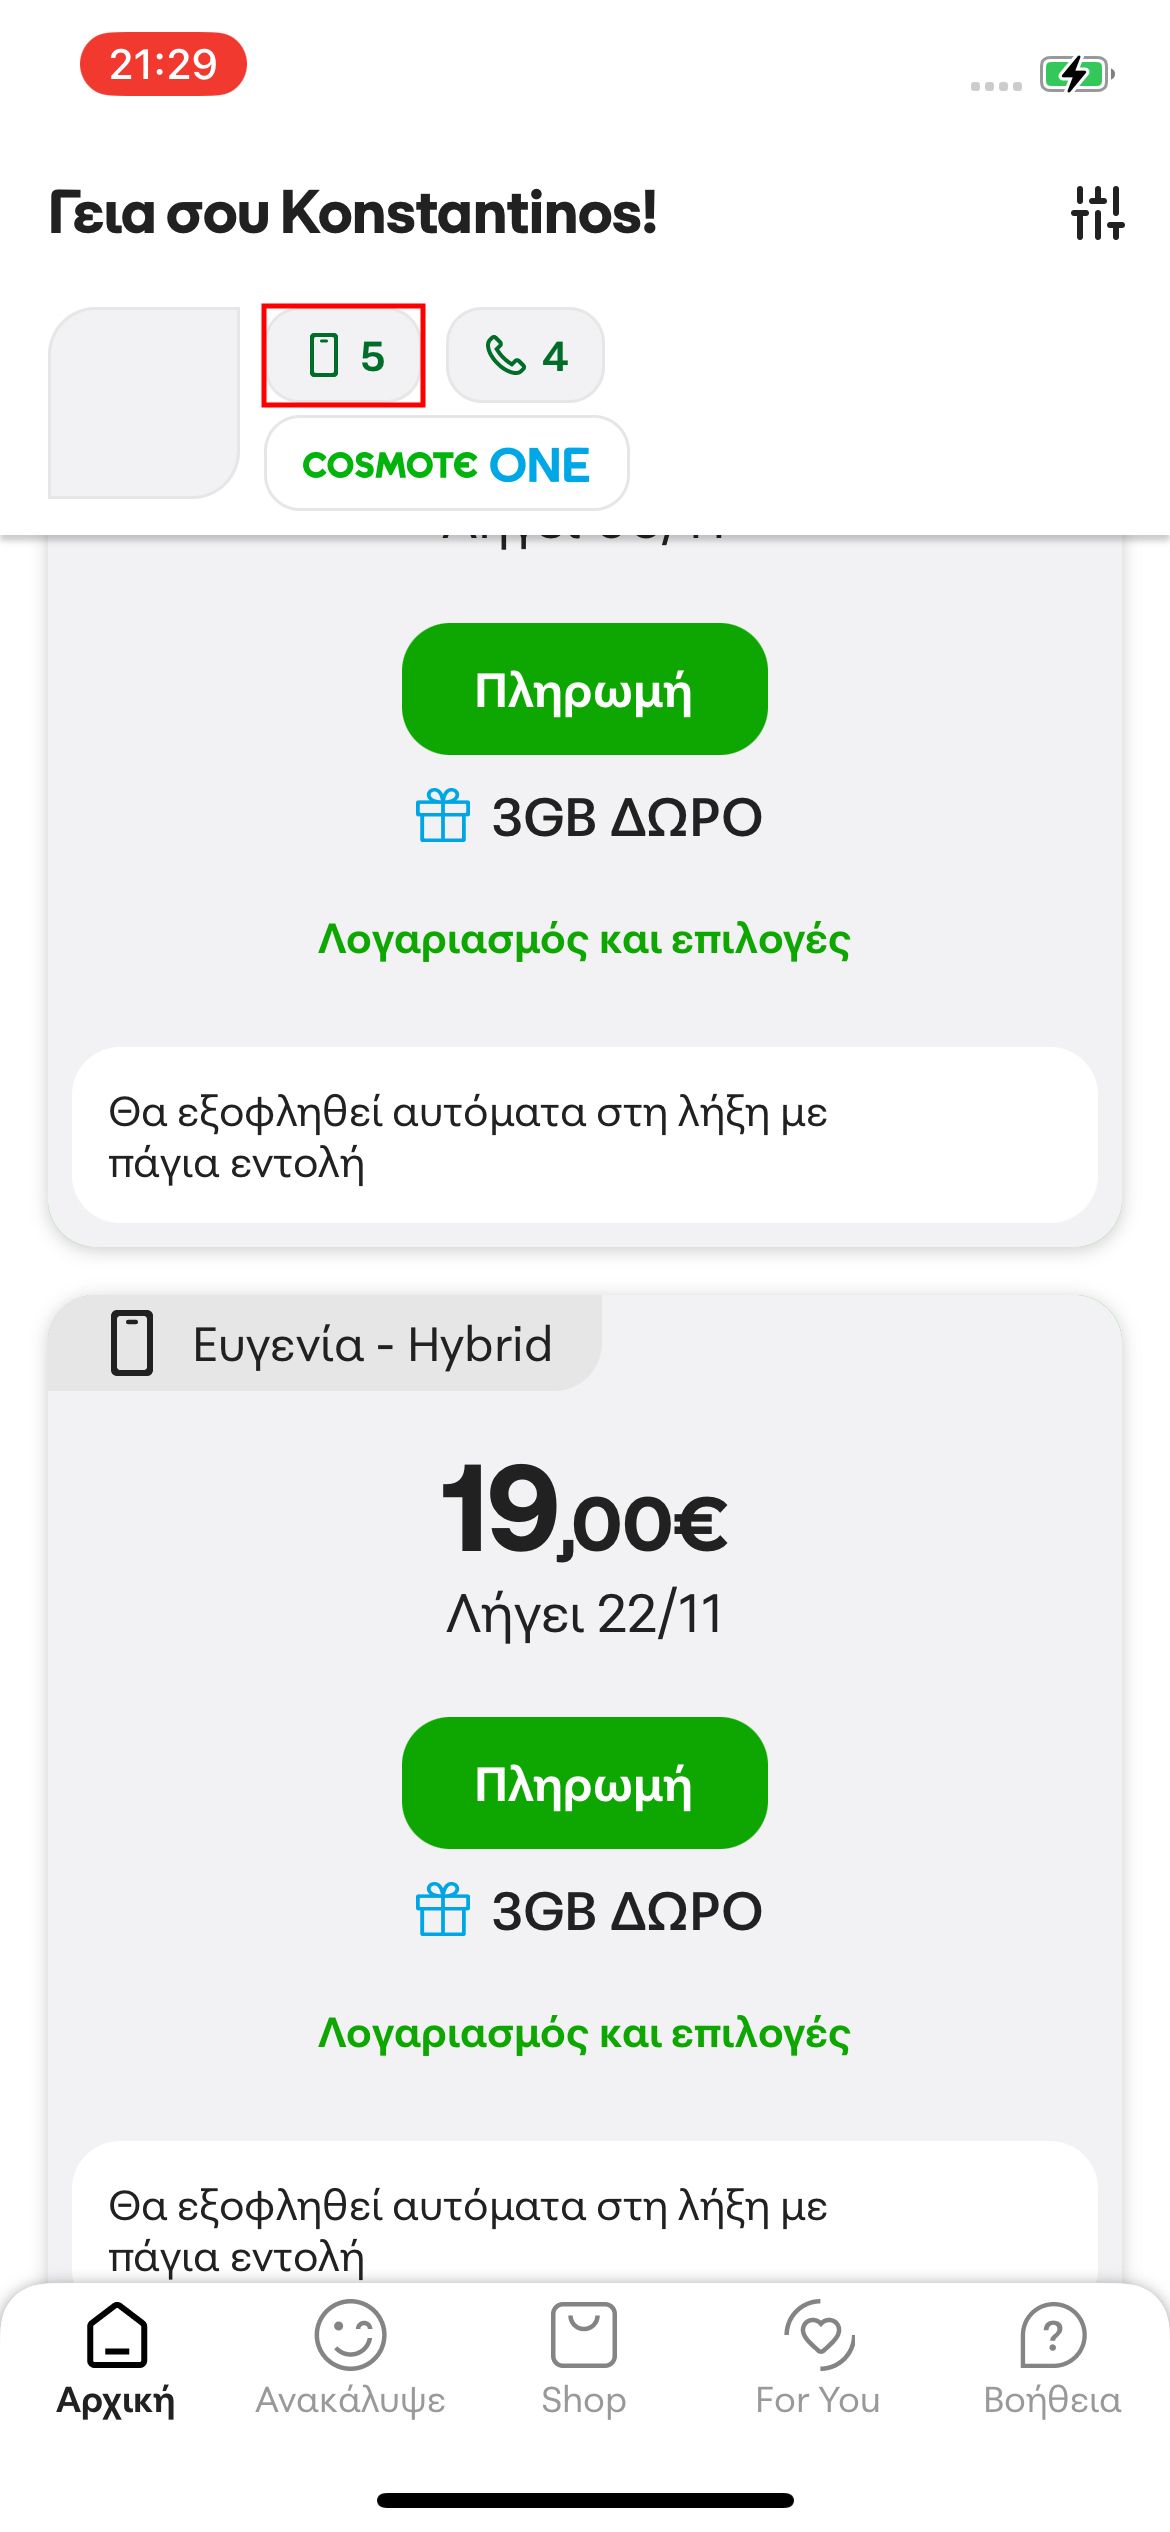 21:29
Γεια σου Konstantinos!
5
4
COSMOTE ONE
Πληρωμή
3GB ΔΩΡΟ
Λογαριασμός και επιλογές
Θα εξοφληθεί αυτόματα στη λήξη με
πάγια εντολή
Ευγενία - Hybrid
19,00€
Λήγει 22/11
Πληρωμή
3GB ΔΩΡΟ
Λογαριασμός και επιλογές
Θα εξοφληθεί αυτόματα στη λήξη με
πάγια εντολή
Αρχική
Ανακάλυψε
Shop
For You
Βοήθεια